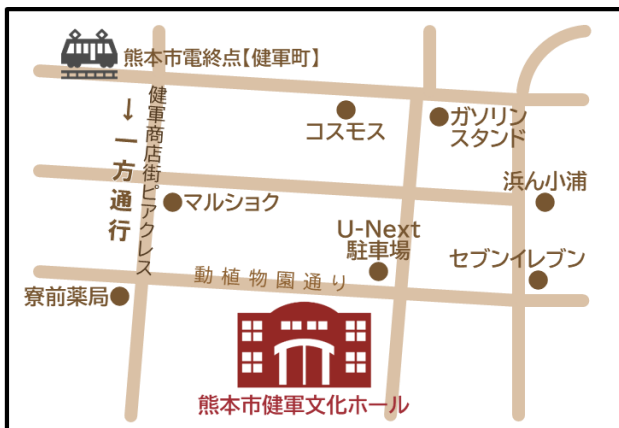 熊本市電終点【健軍町】
健軍商店街ピアクレス
↓一方通行
コスモス
ガソリン
スタンド
マルショク
浜ん小浦
U-Next
駐車場
セブンイレブン
動植物園通り
寮前薬局
熊本市健軍文化ホール